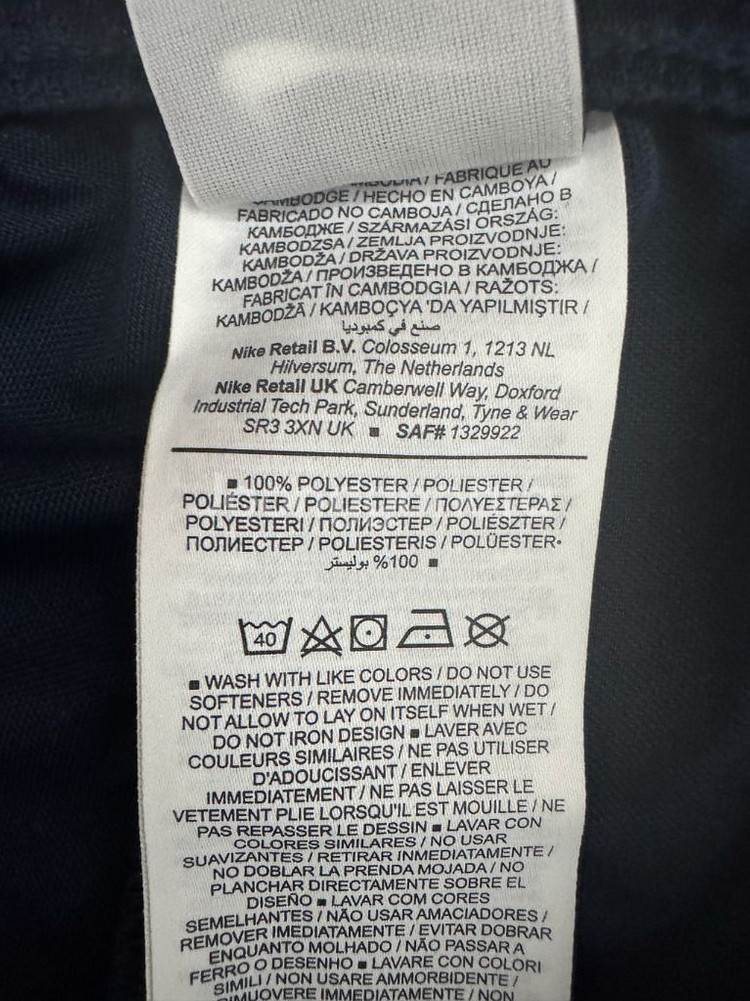 / FABRIQUE AU
CAMBODGE / HECHO EN CAMBOYA /
FABRICADO NO CAMBOJA / СДЕЛАНО В
КАМБОДЖЕ / SZÁRMAZÁSI ORSZÁG:
KAMBODZSA / ZEMLJA PROIZVODNJE:
KAMBODŽA / DRŽAVA PROIZVODNJE:
KAMBODŽA / ПРОИЗВЕДЕНО В КАМБОДЖА /
FABRICAT ÎN CAMBODGIA / RAŽOTS:
KAMBODŽĀ / KAMBOÇYA 'DA YAPILMIŞTIR /
صنع في كمبوديا
Nike Retail B.V. Colosseum 1, 1213 NL
Hilversum, The Netherlands
Nike Retail UK Camberwell Way, Doxford
Industrial Tech Park, Sunderland, Tyne & Wear
SR3 3XN UK ■ SAF# 1329922
■ 100% POLYESTER / POLIESTER /
POLIÉSTER / POLIESTERE / ΠΟΛΥΕΣΤΕΡΑΣ /
POLYESTERI / ПОЛИЭСТЕР / POLIÉSZTER /
ПОЛИЕСТЕР / POLIESTERIS / POLÜESTER•
100% بوليستر ■
40
■ WASH WITH LIKE COLORS / DO NOT USE
SOFTENERS / REMOVE IMMEDIATELY / DO
NOT ALLOW TO LAY ON ITSELF WHEN WET /
DO NOT IRON DESIGN ■ LAVER AVEC
COULEURS SIMILAIRES / NE PAS UTILISER
D'ADOUCISSANT / ENLEVER
IMMEDIATEMENT / NE PAS LAISSER LE
VETEMENT PLIE LORSQU'IL EST MOUILLE / NE
PAS REPASSER LE DESSIN ■ LAVAR CON
COLORES SIMILARES / NO USAR
SUAVIZANTES / RETIRAR INMEDIATAMENTE /
NO DOBLAR LA PRENDA MOJADA / NO
PLANCHAR DIRECTAMENTE SOBRE EL
DISEÑO ■ LAVAR COM CORES
SEMELHANTES / NÃO USAR AMACIADORES /
REMOVER IMEDIATAMENTE / EVITAR DOBRAR
ENQUANTO MOLHADO / NÃO PASSAR A
FERRO O DESENHO ■ LAVARE CON COLORI
SIMILI / NON USARE AMMORBIDENTE /
RIMUOVERE IMMEDIATAMENTE / NON